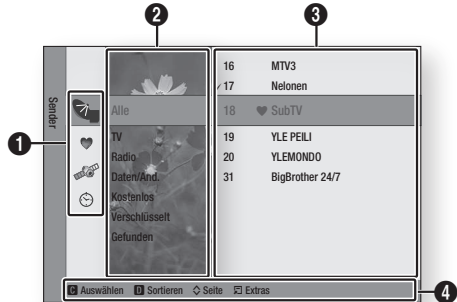 2
3
1
4
Sender
Alle
TV
Radio
Daten/And.
Kostenlos
Verschlüsselt
Gefunden
16 MTV3
✓ 17 Nelonen
18 ♥ SubTV
19 YLE PEILI
20 YLEMONDO
31 BigBrother 24/7
C Auswählen D Sortieren Seite Extras